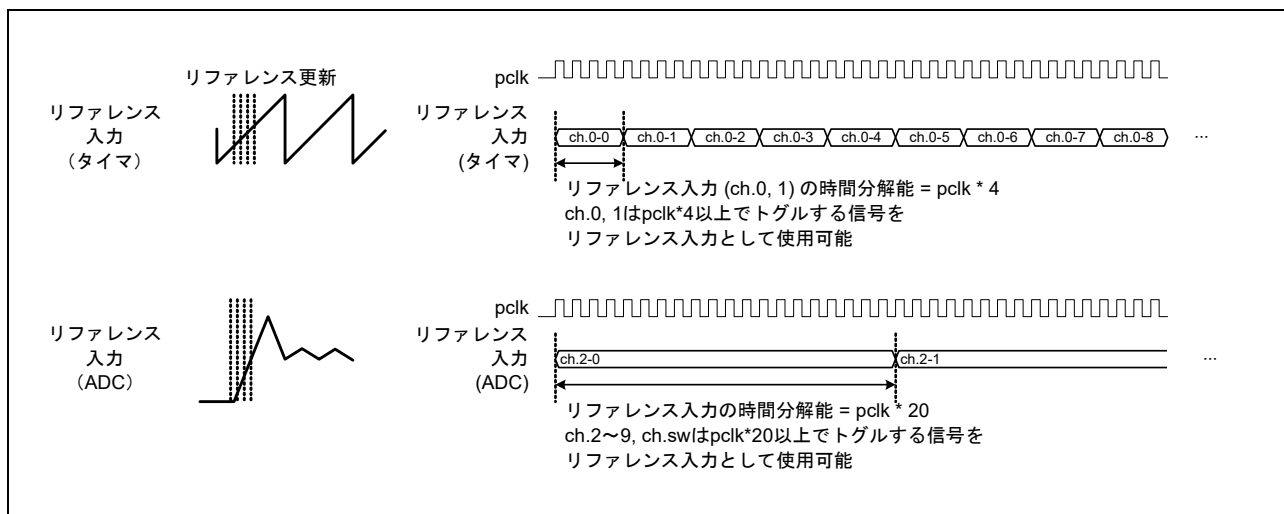 リファレンス更新
リファレンス
入力
（タイマ）
pclk
リファレンス
入力
(タイマ)
ch.0-0 ch.0-1 ch.0-2 ch.0-3 ch.0-4 ch.0-5 ch.0-6 ch.0-7 ch.0-8 ...
リファレンス入力 (ch.0, 1) の時間分解能 = pclk * 4
ch.0, 1はpclk*4以上でトグルする信号を
リファレンス入力として使用可能
リファレンス
入力
（ADC）
pclk
リファレンス
入力
(ADC)
ch.2-0 ch.2-1 ...
リファレンス入力の時間分解能 = pclk * 20
ch.2～9, ch.swはpclk*20以上でトグルする信号を
リファレンス入力として使用可能